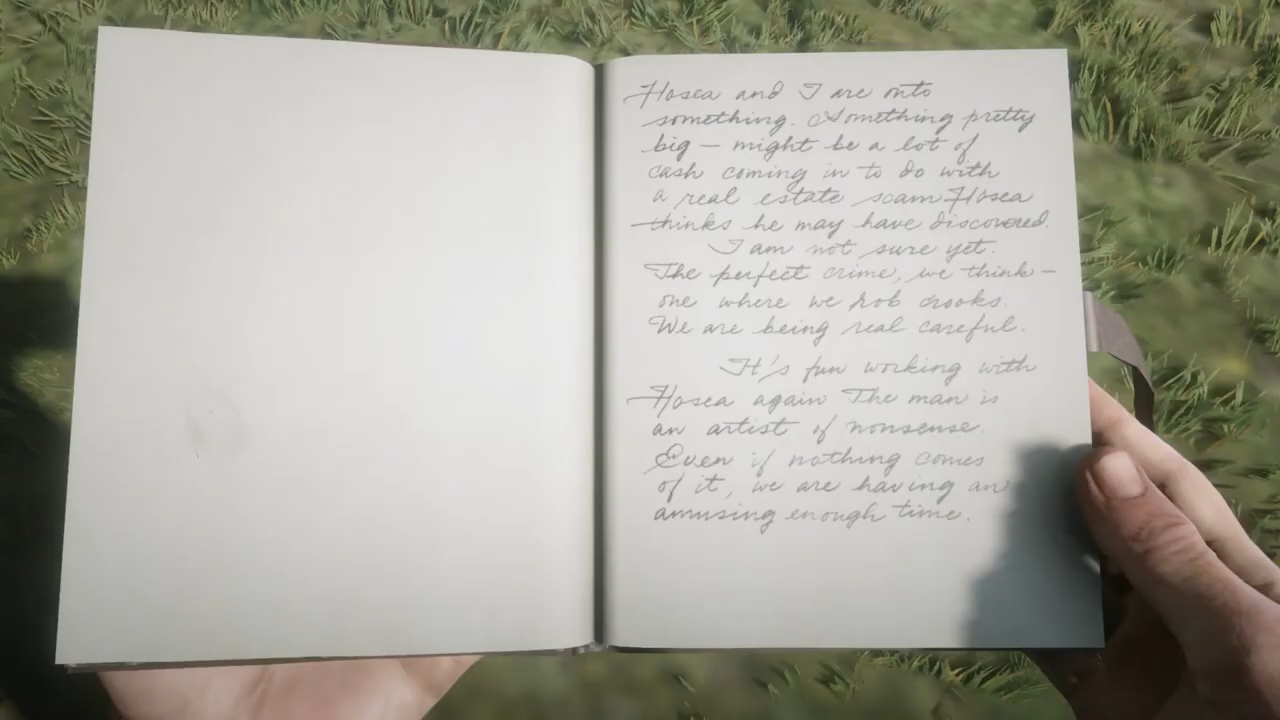 Hosea and I are onto
something. Something pretty
big — might be a lot of
cash coming in to do with
a real estate scam Hosea
thinks he may have discovered.
I am not sure yet.
The perfect crime, we think —
one where we rob crooks.
We are being real careful.
It's fun working with
Hosea again The man is
an artist of nonsense.
Even if nothing comes
of it, we are having an
amusing enough time.